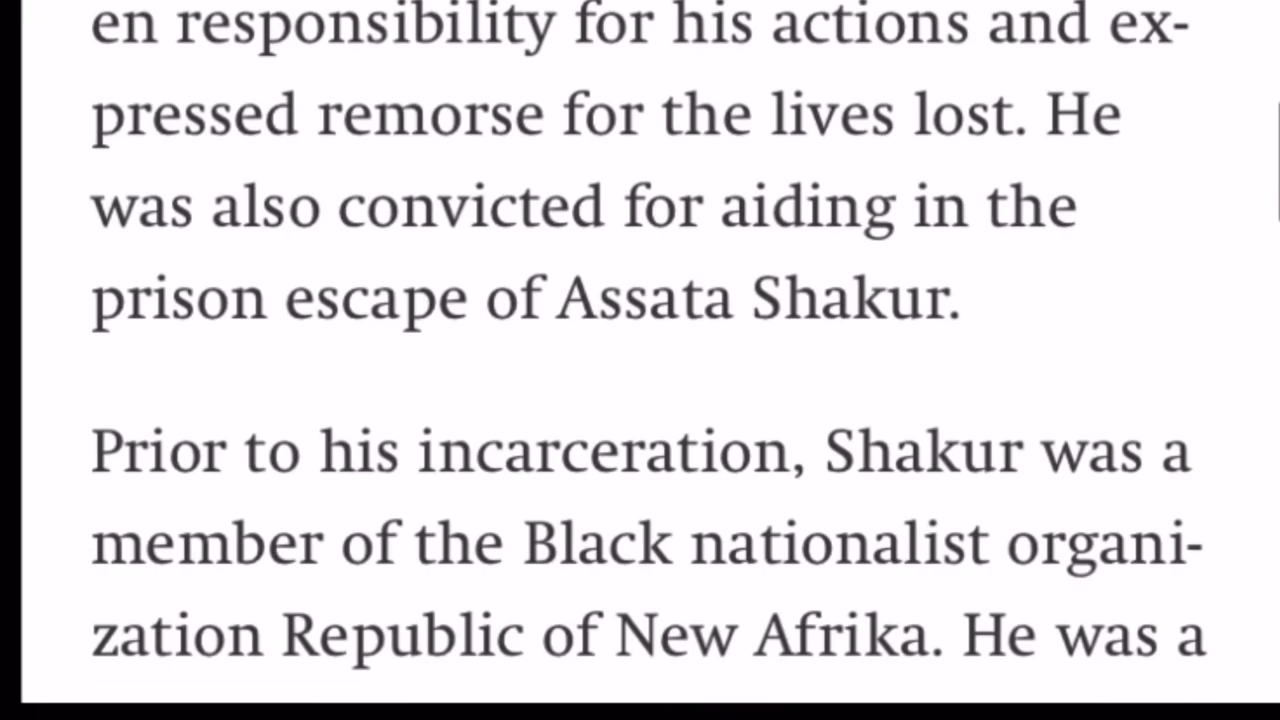 en responsibility for his actions and ex-
pressed remorse for the lives lost. He
was also convicted for aiding in the
prison escape of Assata Shakur.
Prior to his incarceration, Shakur was a
member of the Black nationalist organi-
zation Republic of New Afrika. He was a